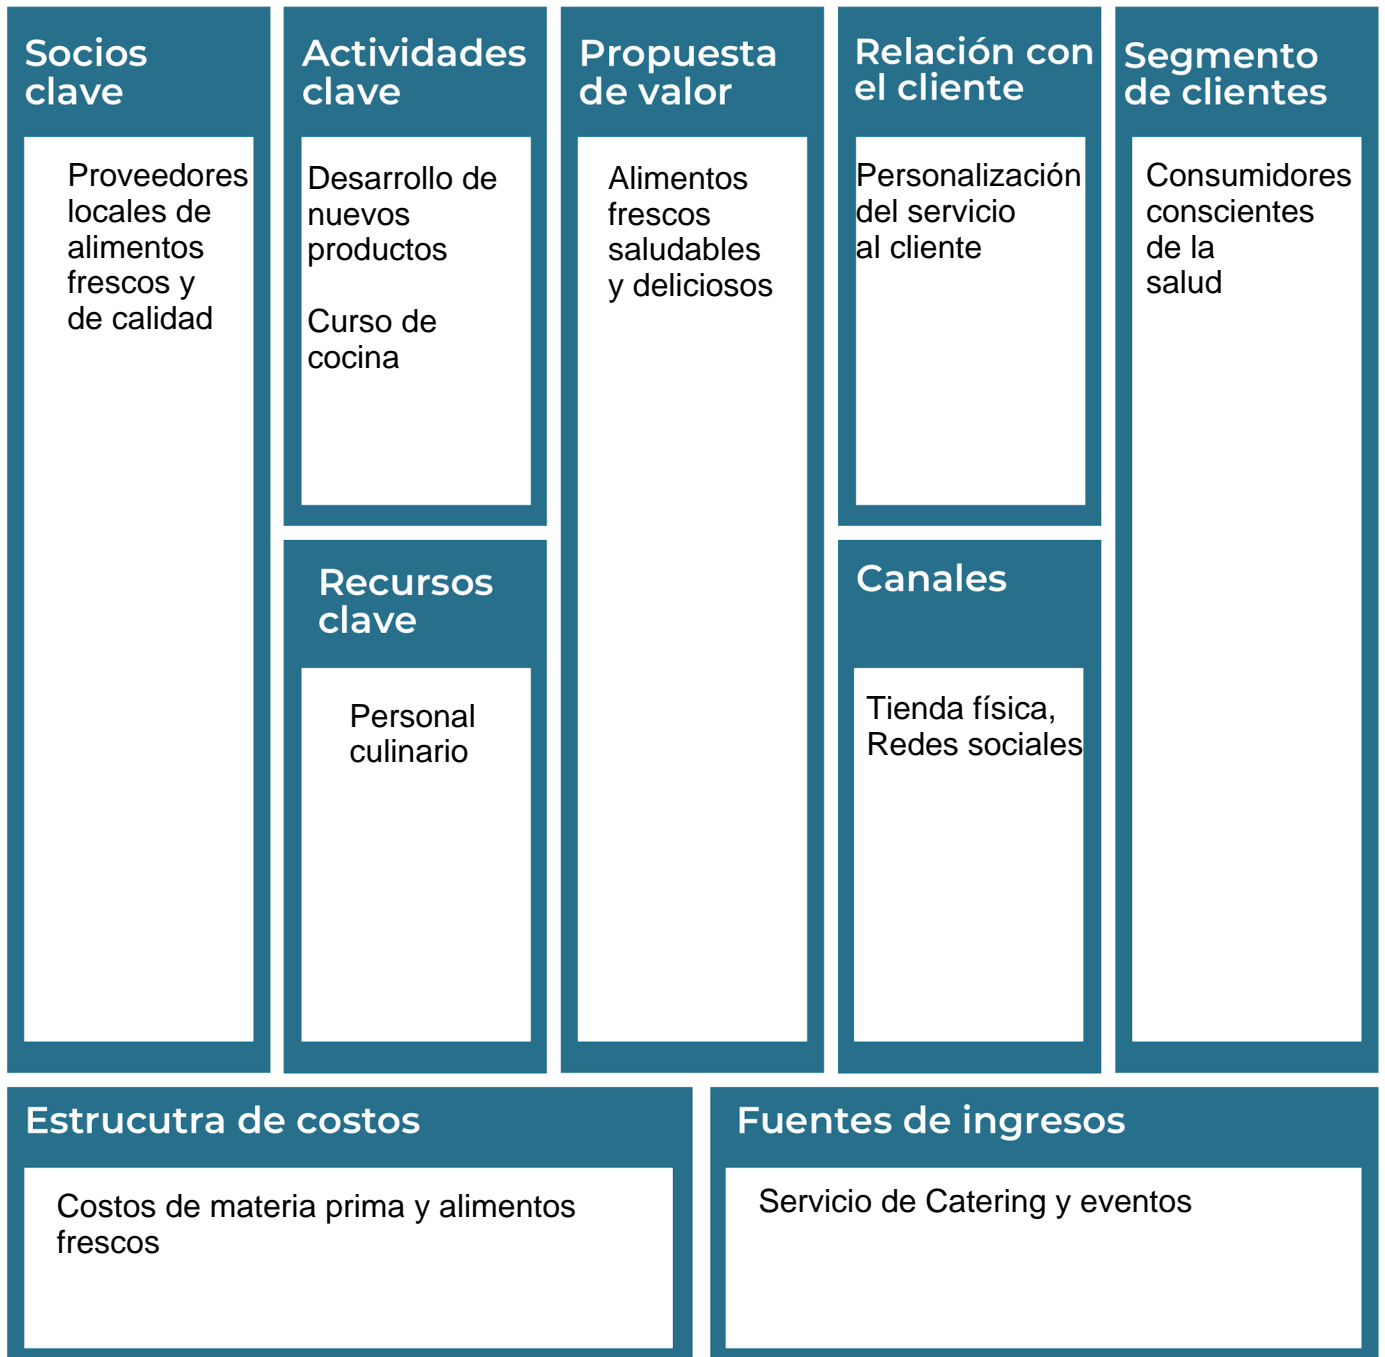 Socios
clave
Proveedores
locales de
alimentos
frescos y
de calidad
Actividades
clave
Desarrollo de
nuevos
productos
Curso de
cocina
Recursos
clave
Personal
culinario
Propuesta
de valor
Alimentos
frescos
saludables
y deliciosos
Relación con
el cliente
Personalización
del servicio
al cliente
Canales
Tienda física,
Redes sociales
Segmento
de clientes
Consumidores
conscientes
de la
salud
Estrucutra de costos
Costos de materia prima y alimentos
frescos
Fuentes de ingresos
Servicio de Catering y eventos